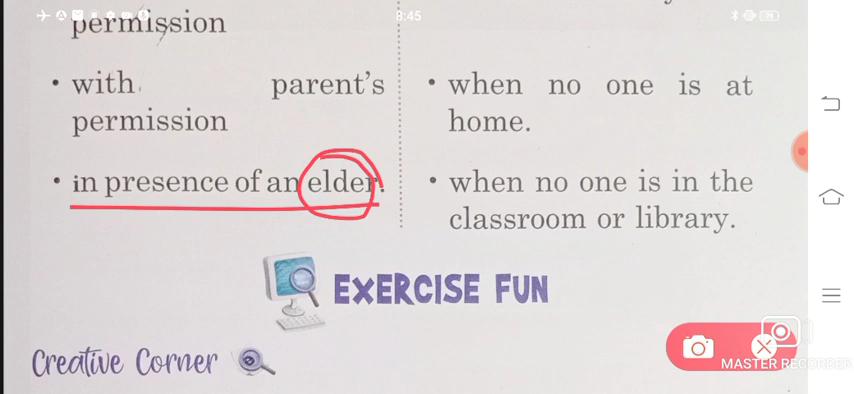 8:45
permission
• with parent's
permission
• in presence of an elder.
• when no one is at
home.
• when no one is in the
classroom or library.
EXERCISE FUN
Creative Corner
MASTER RECORDER